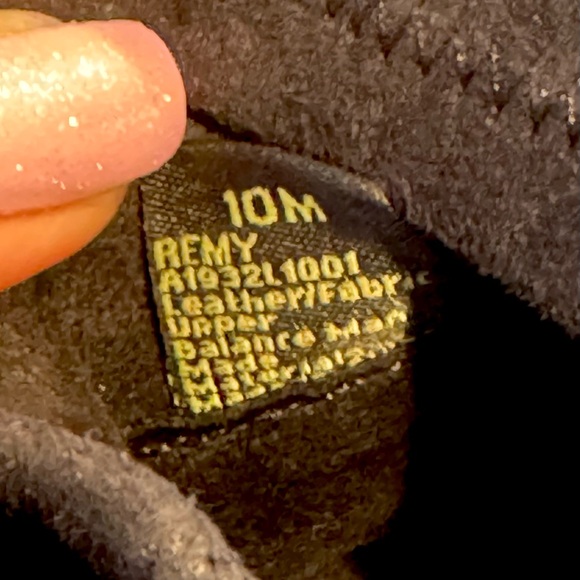 10M
REMY
A1932L1001
Leather/Fabric
Upper
Balance Man
Made
Materials